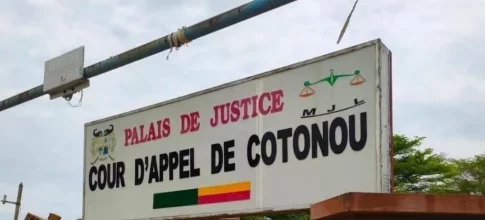 PALAIS DE JUSTICE
MJL
COUR D'APPEL DE COTONOU